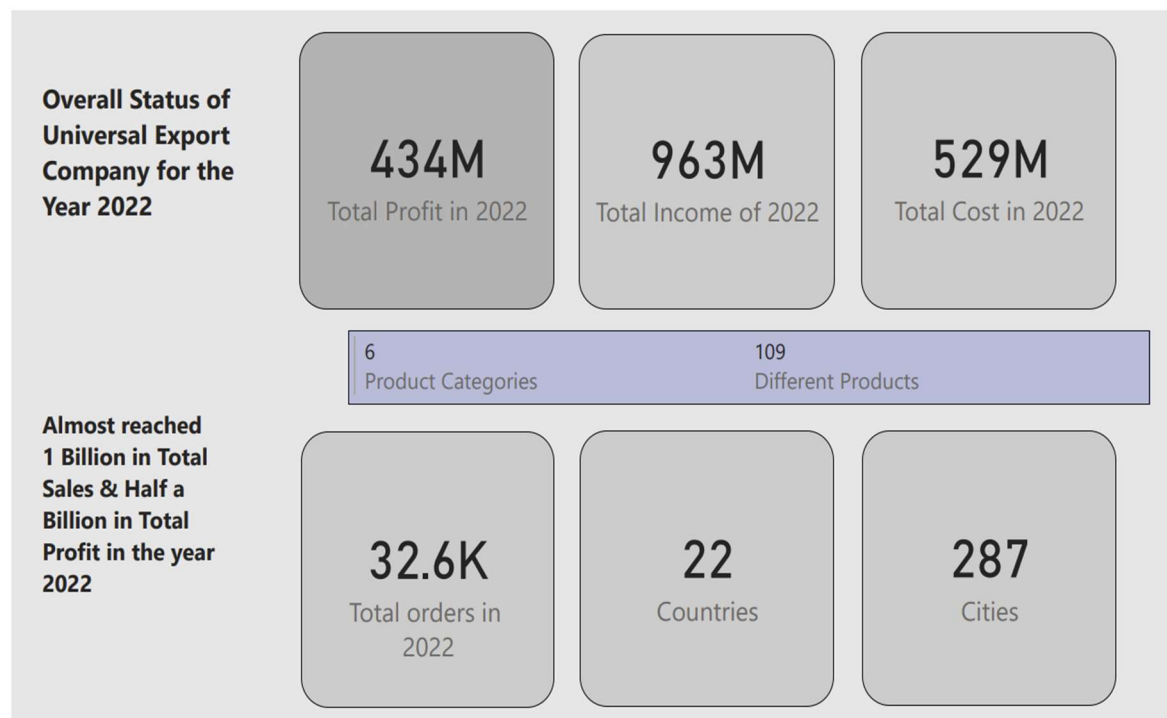 Overall Status of
Universal Export
Company for the
Year 2022
434M
Total Profit in 2022
963M
Total Income of 2022
529M
Total Cost in 2022
6
Product Categories
109
Different Products
Almost reached
1 Billion in Total
Sales & Half a
Billion in Total
Profit in the year
2022
32.6K
Total orders in
2022
22
Countries
287
Cities